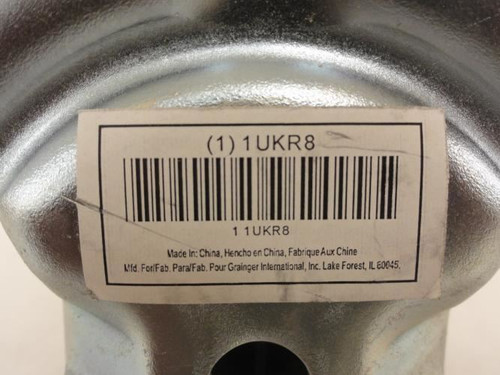 (1) 1UKR8
1 1UKR8
Made In: China, Hencho en China, Fabrique Aux Chine
Mfd. For/Fab. Para/Fab. Pour Grainger International, Inc. Lake Forest, IL 60045.